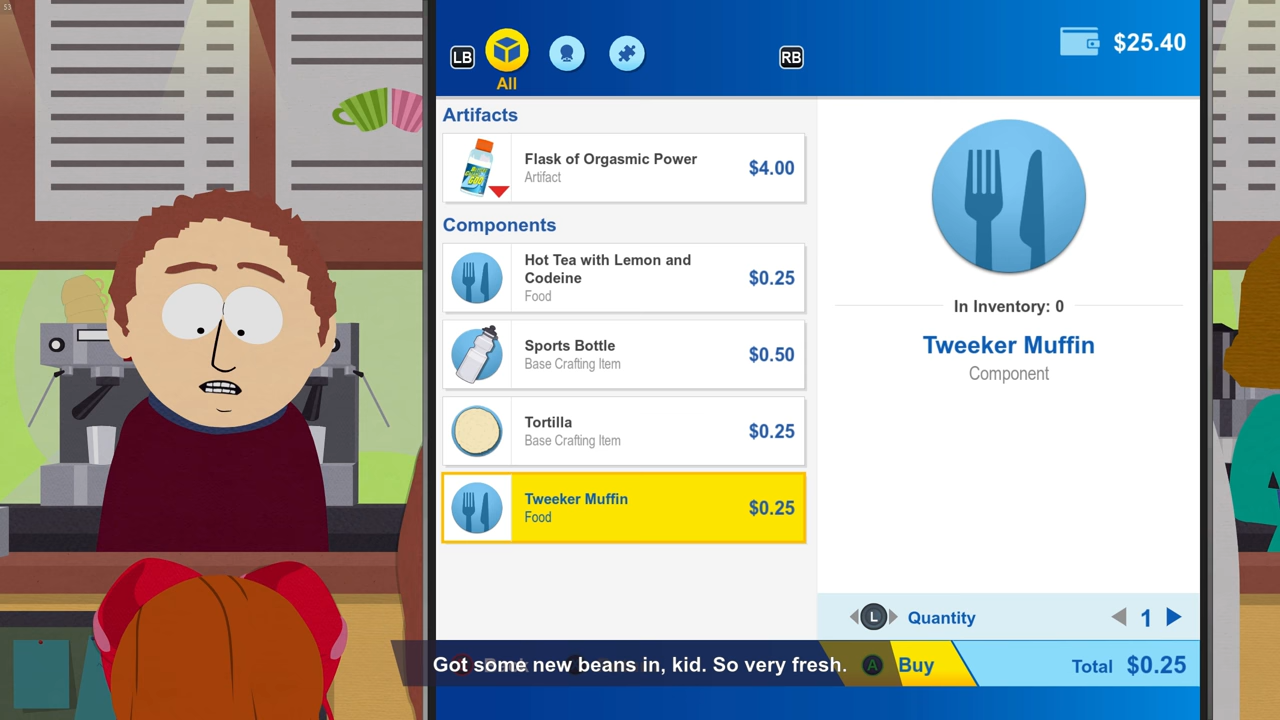 53
LB
RB
$25.40
All
Artifacts
Flask of Orgasmic Power
$4.00
Artifact
Components
Hot Tea with Lemon and
Codeine
$0.25
Food
Sports Bottle
$0.50
Base Crafting Item
Tortilla
$0.25
Base Crafting Item
Tweeker Muffin
$0.25
Food
In Inventory: 0
Tweeker Muffin
Component
L
Quantity
1
Got some new beans in, kid. So very fresh.
A
Buy
Total
$0.25